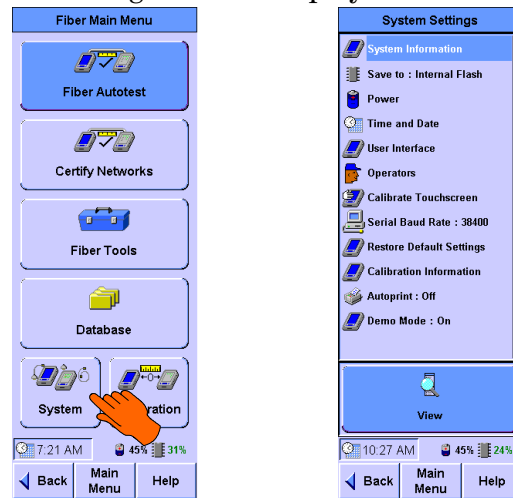 Fiber Main Menu
Fiber Autotest
Certify Networks
Fiber Tools
Database
System
ration
7:21 AM 45% 31%
Back Main Menu Help
System Settings
System Information
Save to : Internal Flash
Power
Time and Date
User Interface
Operators
Calibrate Touchscreen
Serial Baud Rate : 38400
Restore Default Settings
Calibration Information
Autoprint : Off
Demo Mode : On
View
10:27 AM 45% 24%
Back Main Menu Help